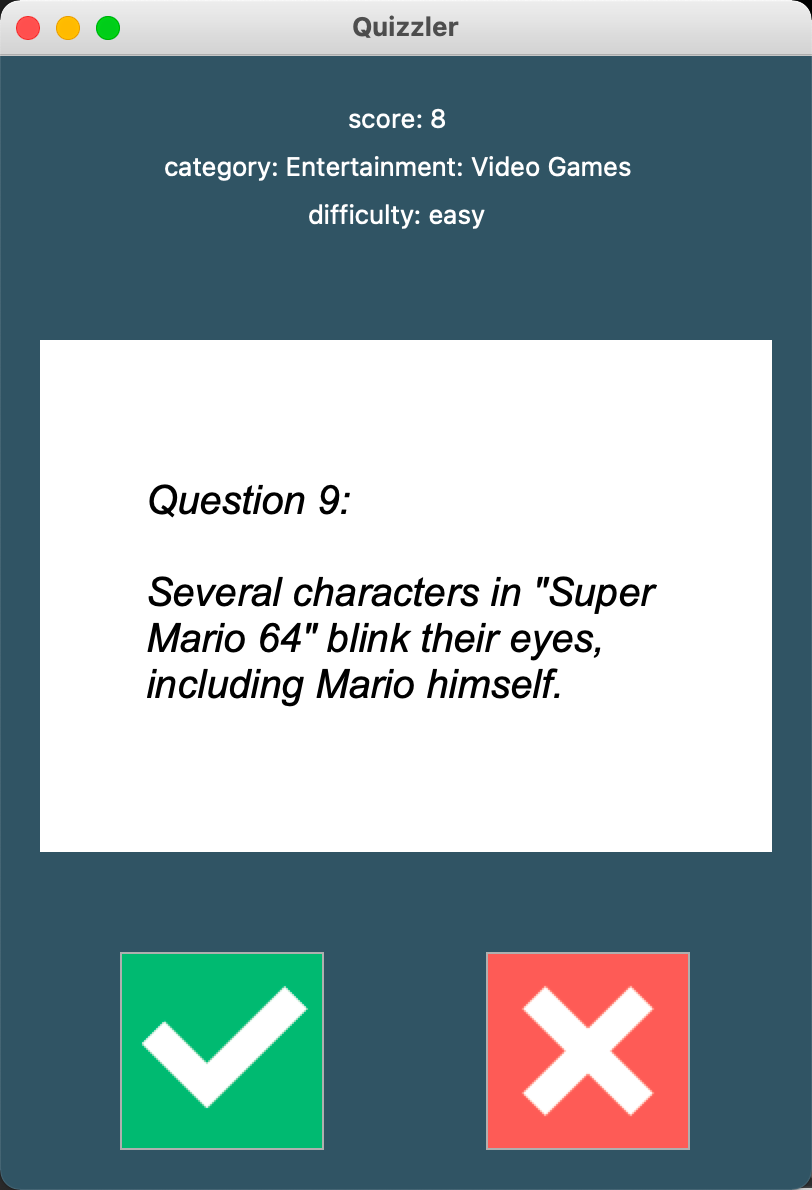 Quizzler
score: 8
category: Entertainment: Video Games
difficulty: easy
Question 9:
Several characters in "Super
Mario 64" blink their eyes,
including Mario himself.